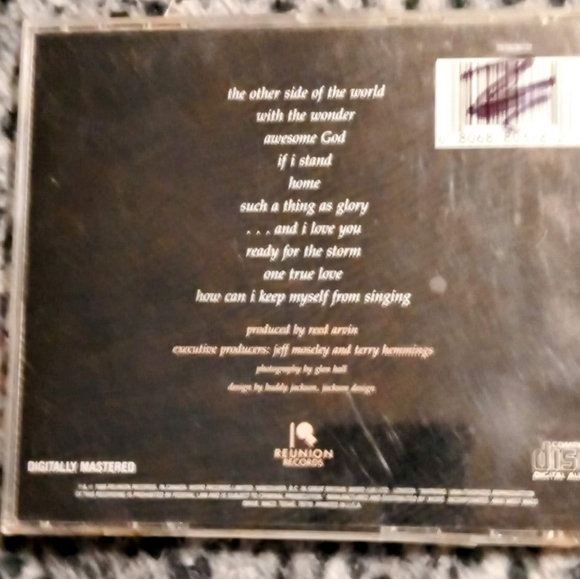 the other side of the world
with the wonder
awesome God
if i stand
home
such a thing as glory
. . . and i love you
ready for the storm
one true love
how can i keep myself from singing
produced by reed arvin
executive producers: jeff moseley and terry hemmings
photography by glen hall
design by buddy jackson, jackson design
REUNION
RECORDS
DIGITALLY MASTERED
COMPACT
DIGITAL AU